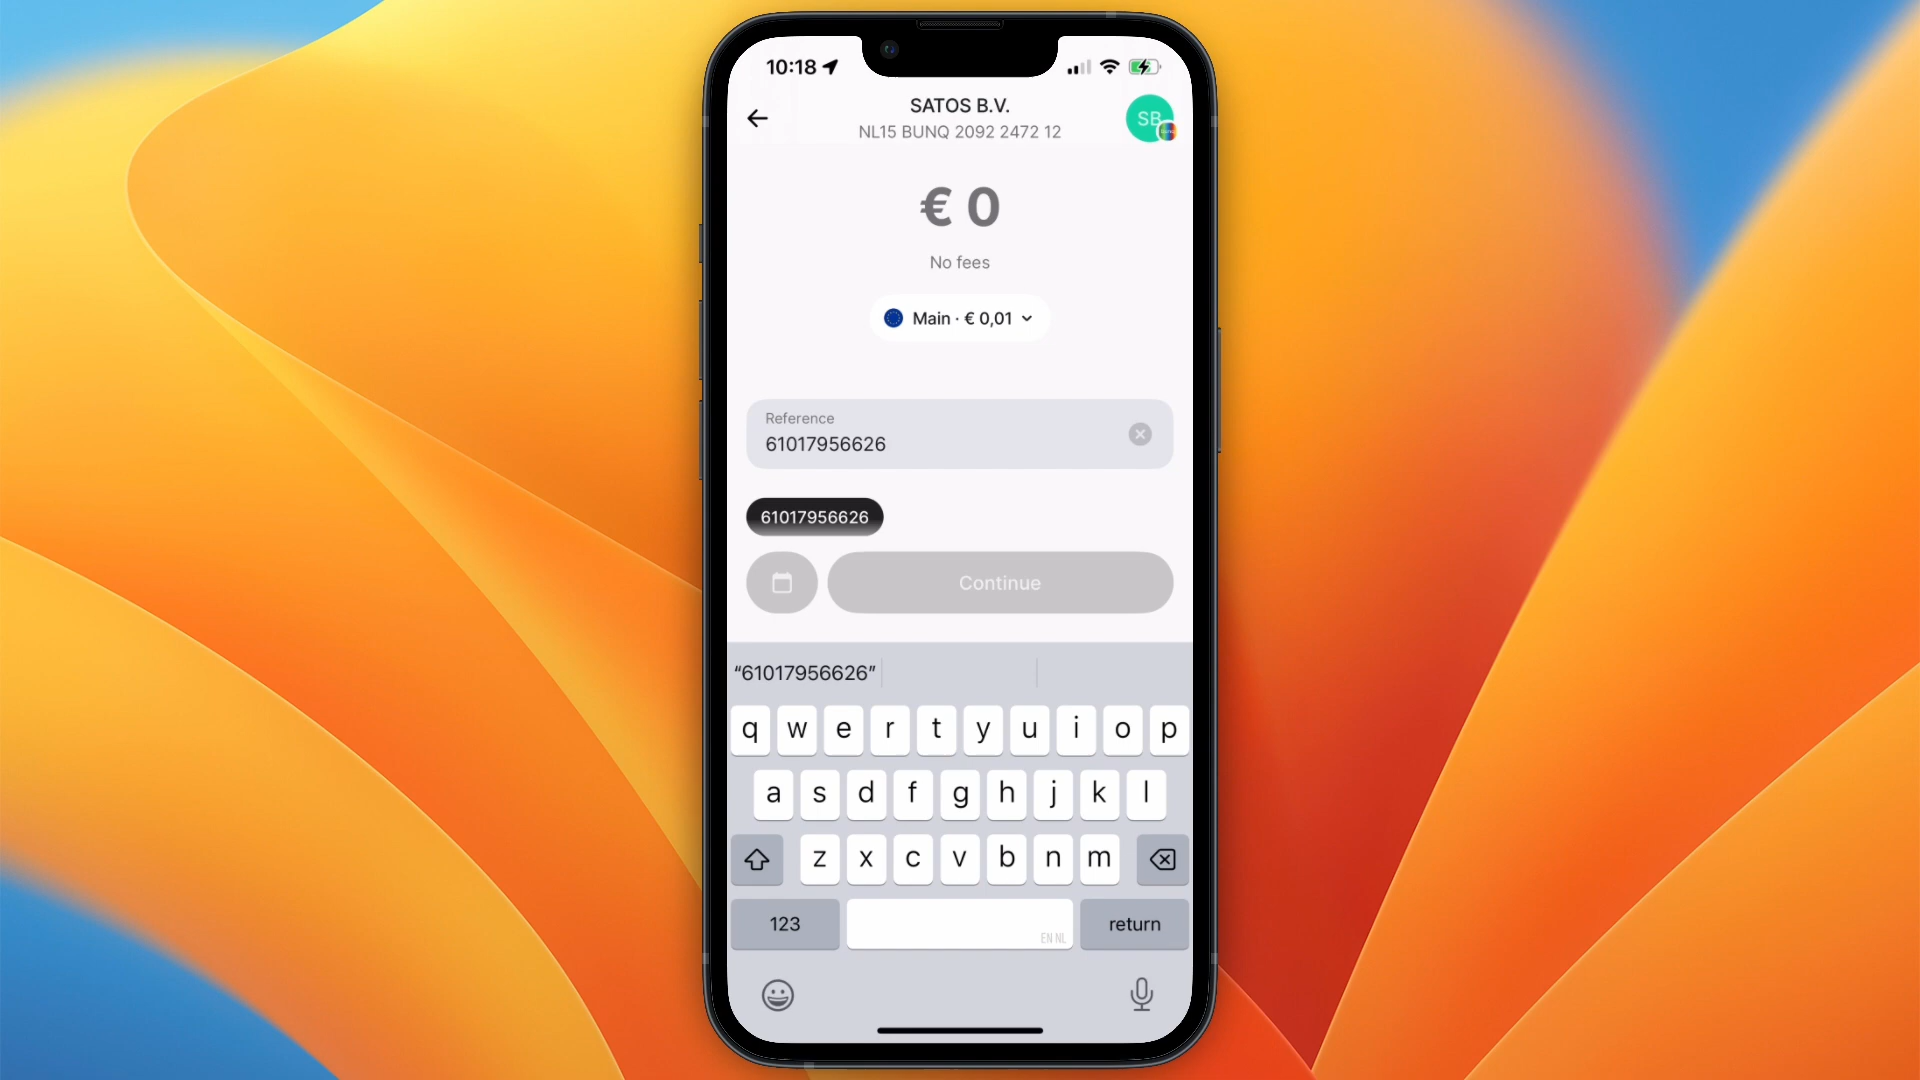 10:18
SATOS B.V.
NL15 BUNQ 2092 2472 12
SB
€ 0
No fees
Main · € 0,01
Reference
61017956626
61017956626
Continue
“61017956626”
q w e r t y u i o p
a s d f g h j k l
z x c v b n m
123
EN NL
return